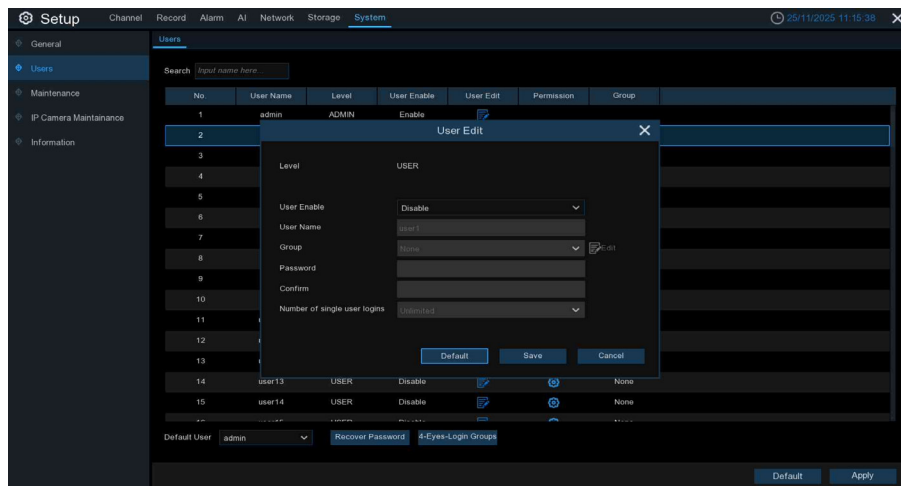 Setup Channel Record Alarm AI Network Storage System 25/11/2025 11:15:38
General
Users
Maintenance
IP Camera Maintainance
Information
Users
Search Input name here...
No. User Name Level User Enable User Edit Permission Group
1 admin ADMIN Enable
2
3
4
5
6
7
8
9
10
11
12
13
User Edit
Level USER
User Enable Disable
User Name user1
Group None Edit
Password
Confirm
Number of single user logins Unlimited
Default Save Cancel
14 user13 USER Disable None
15 user14 USER Disable None
Default User admin Recover Password 4-Eyes-Login Groups
Default Apply